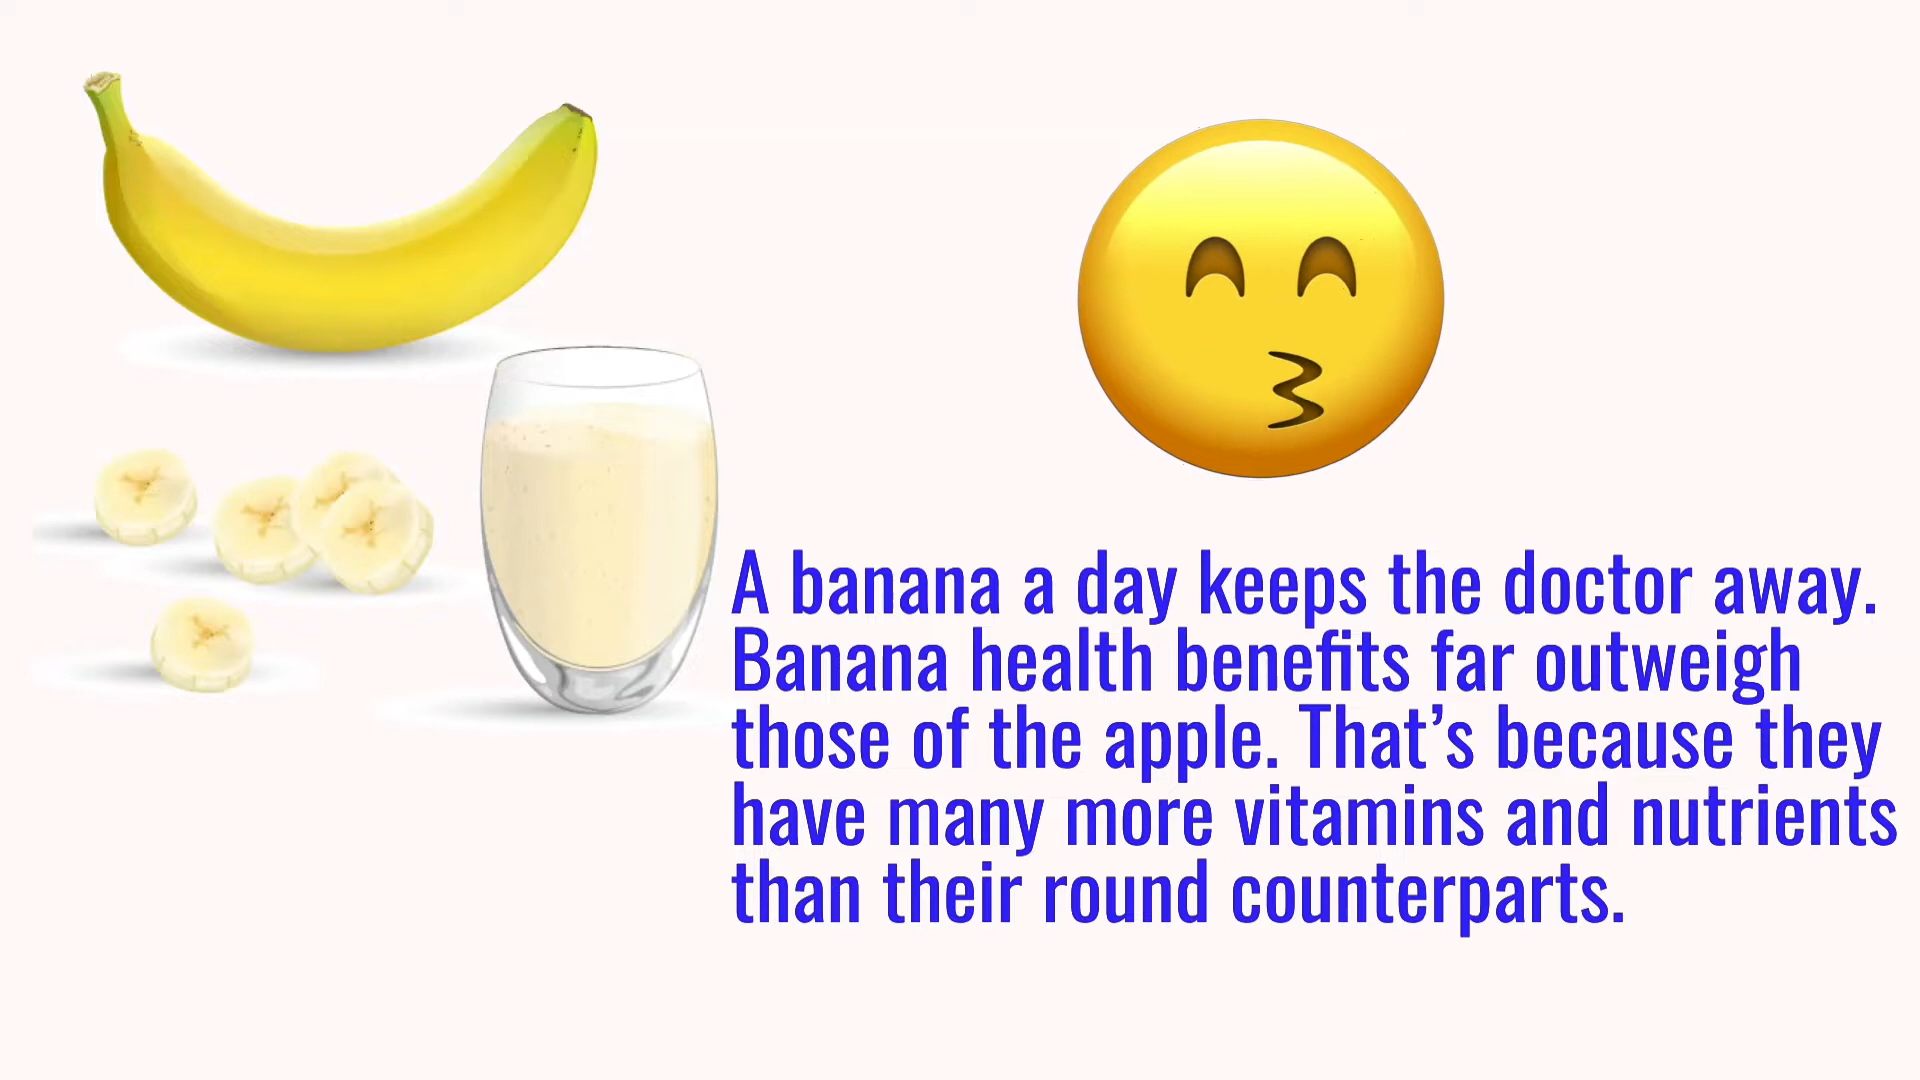 A banana a day keeps the doctor away.
Banana health benefits far outweigh
those of the apple. That’s because they
have many more vitamins and nutrients
than their round counterparts.